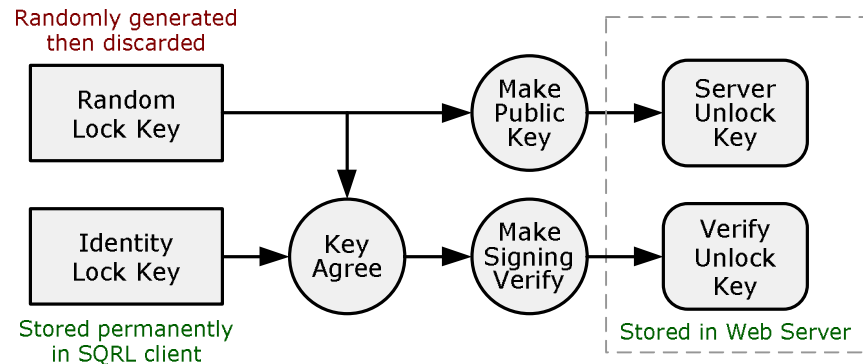 Randomly generated
then discarded
Random
Lock Key
Make
Public
Key
Server
Unlock
Key
Identity
Lock Key
Key
Agree
Make
Signing
Verify
Verify
Unlock
Key
Stored permanently
in SQRL client
Stored in Web Server